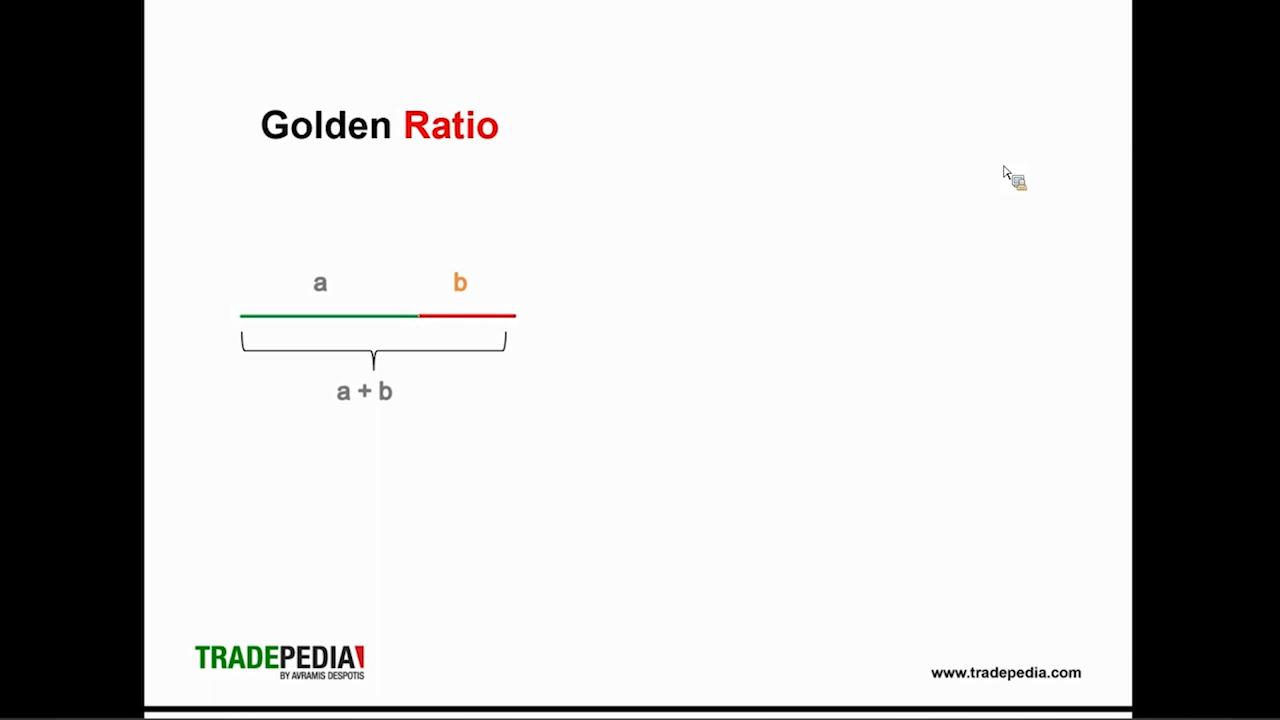 Golden Ratio
a b
a + b
TRADEPEDIA
BY AVRAMIS DESPOTIS
www.tradepedia.com